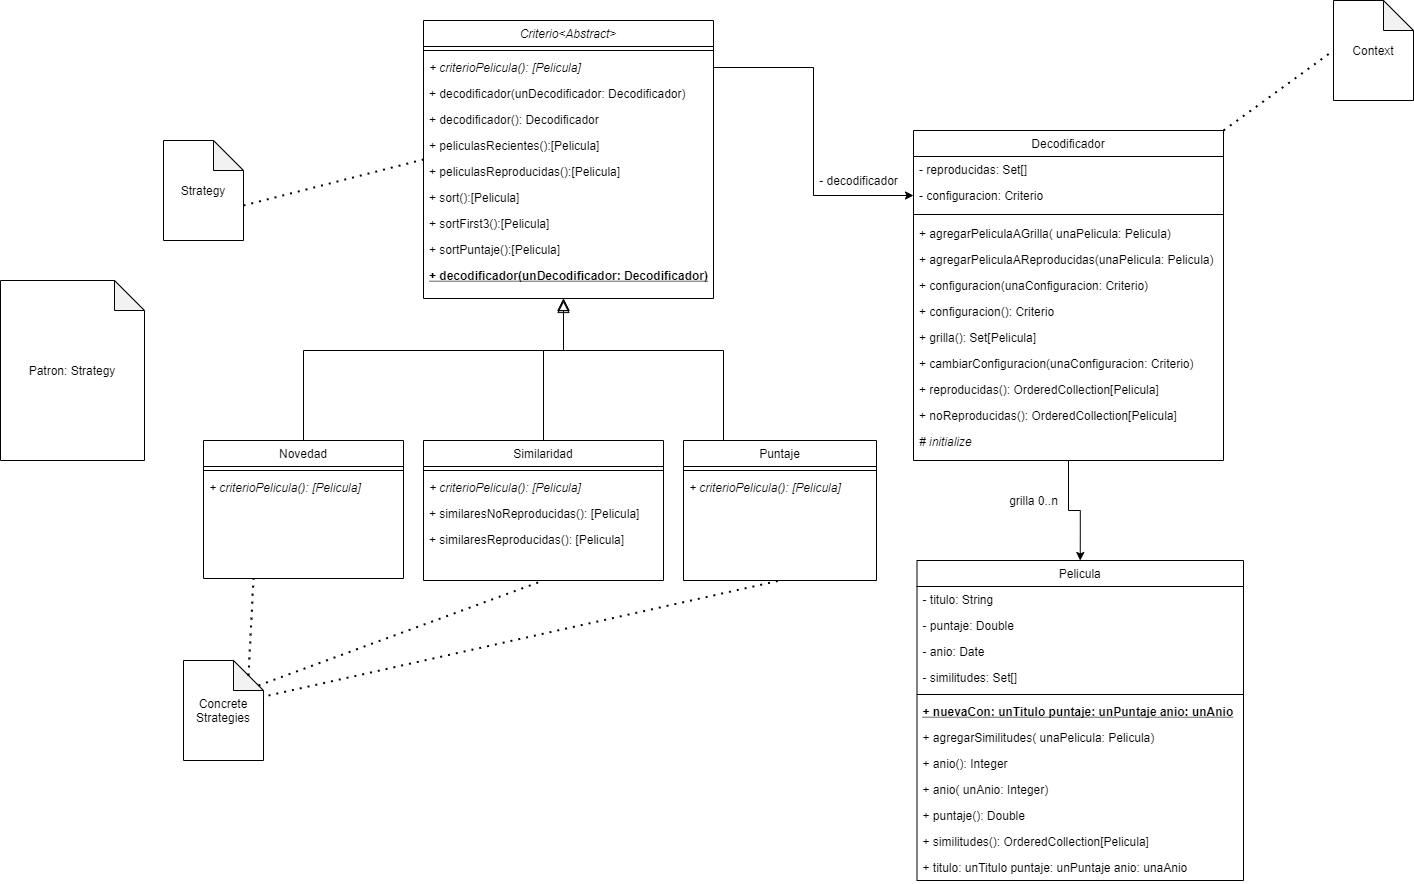 Criterio<Abstract>
+ criterioPelicula(): [Pelicula]
+ decodificador(unDecodificador: Decodificador)
+ decodificador(): Decodificador
+ peliculasRecientes():[Pelicula]
+ peliculasReproducidas():[Pelicula]
+ sort():[Pelicula]
+ sortFirst3():[Pelicula]
+ sortPuntaje():[Pelicula]
+ decodificador(unDecodificador: Decodificador)
Context
Strategy
- decodificador
Decodificador
- reproducidas: Set[]
- configuracion: Criterio
+ agregarPeliculaAGrilla( unaPelicula: Pelicula)
+ agregarPeliculaAReproducidas(unaPelicula: Pelicula)
+ configuracion(unaConfiguracion: Criterio)
+ configuracion(): Criterio
+ grilla(): Set[Pelicula]
+ cambiarConfiguracion(unaConfiguracion: Criterio)
+ reproducidas(): OrderedCollection[Pelicula]
+ noReproducidas(): OrderedCollection[Pelicula]
# initialize
Patron: Strategy
Novedad
+ criterioPelicula(): [Pelicula]
Similaridad
+ criterioPelicula(): [Pelicula]
+ similaresNoReproducidas(): [Pelicula]
+ similaresReproducidas(): [Pelicula]
Puntaje
+ criterioPelicula(): [Pelicula]
grilla 0..n
Concrete
Strategies
Pelicula
- titulo: String
- puntaje: Double
- anio: Date
- similitudes: Set[]
+ nuevaCon: unTitulo puntaje: unPuntaje anio: unAnio
+ agregarSimilitudes( unaPelicula: Pelicula)
+ anio(): Integer
+ anio( unAnio: Integer)
+ puntaje(): Double
+ similitudes(): OrderedCollection[Pelicula]
+ titulo: unTitulo puntaje: unPuntaje anio: unaAnio